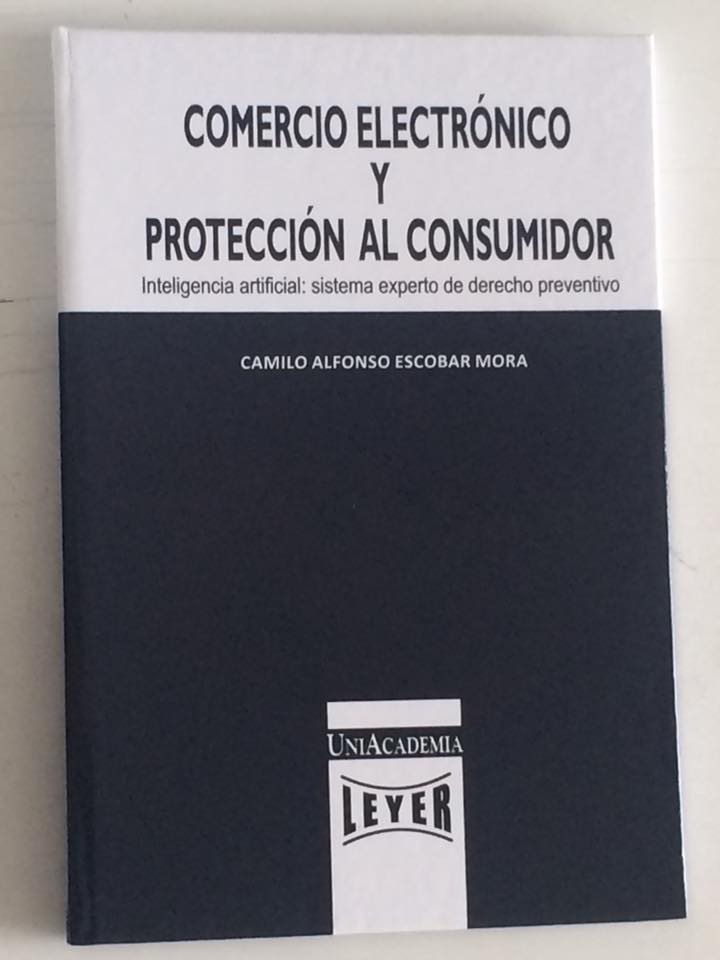 COMERCIO ELECTRÓNICO
Y
PROTECCIÓN AL CONSUMIDOR
Inteligencia artificial: sistema experto de derecho preventivo
CAMILO ALFONSO ESCOBAR MORA
UNIACADEMIA
LEYER